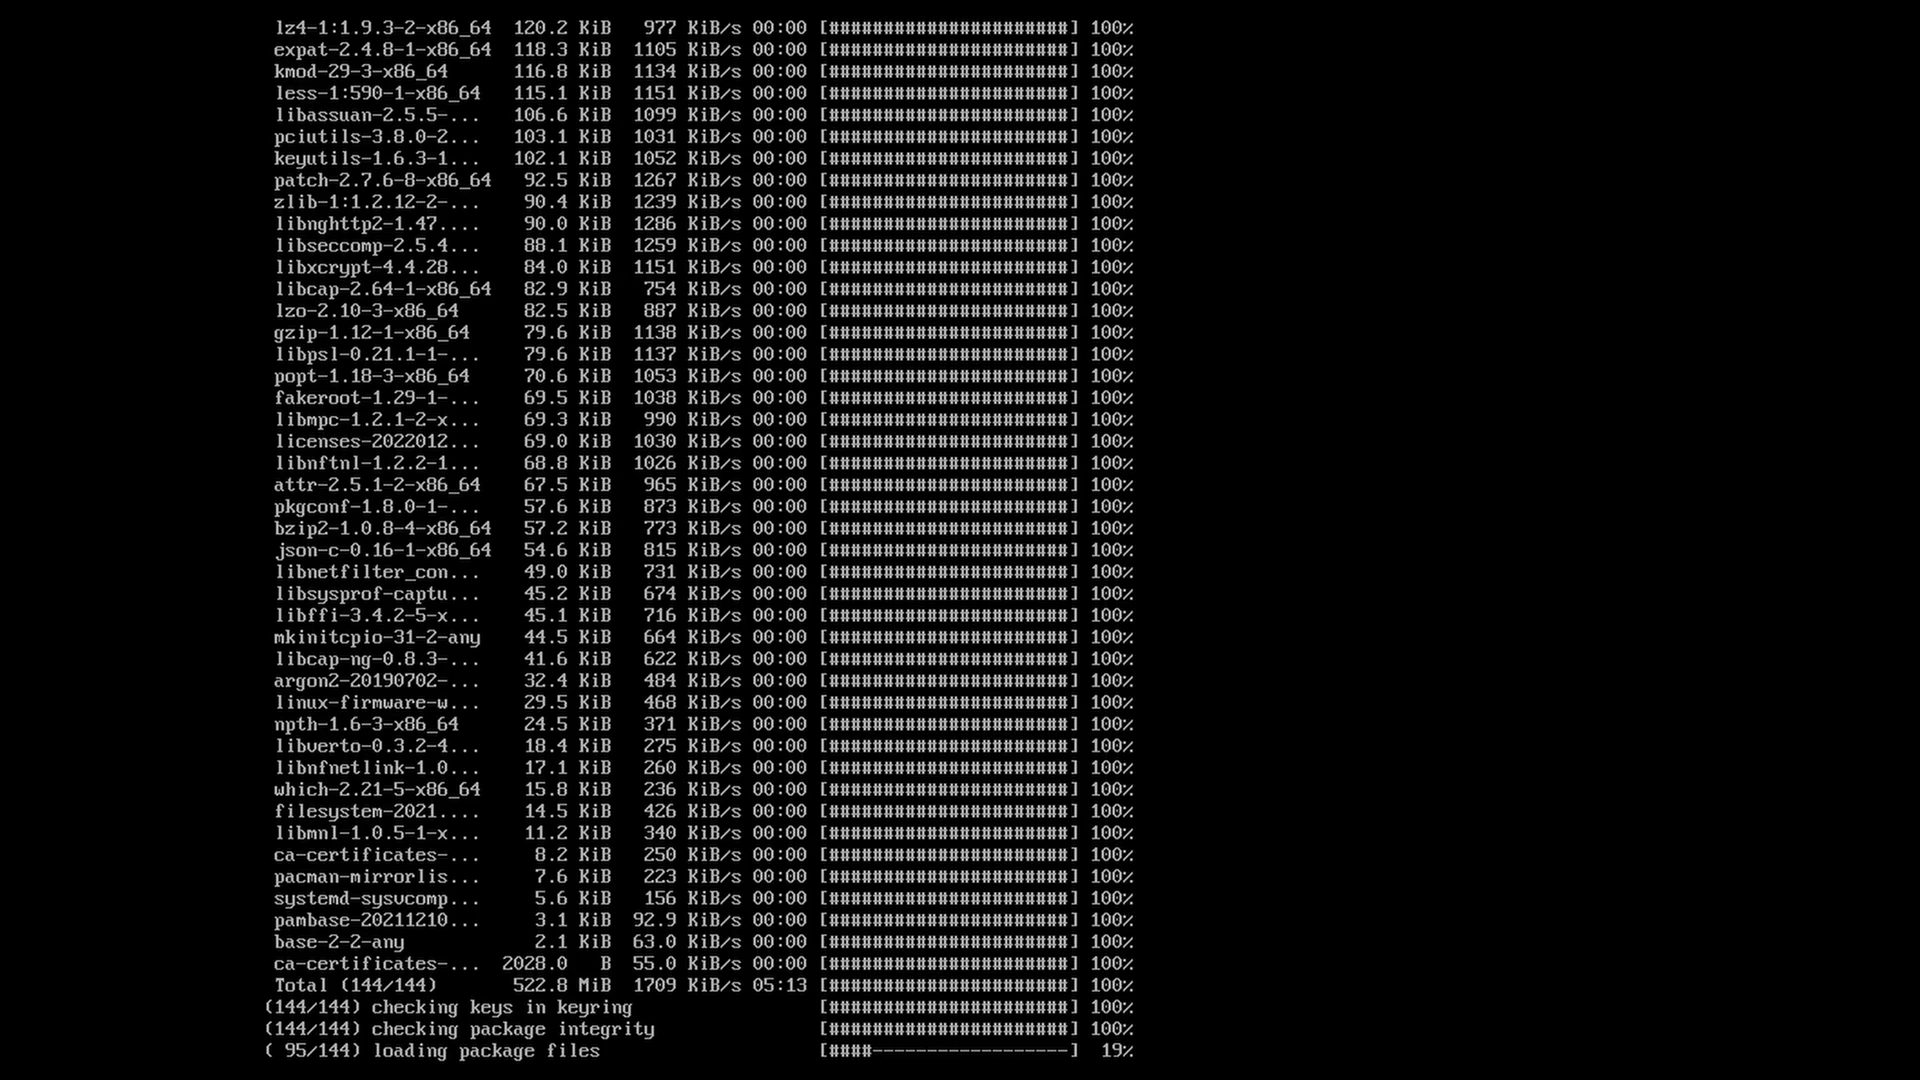 lz4-1:1.9.3-2-x86_64 120.2 KiB 977 KiB/s 00:00 [######################] 100%
expat-2.4.8-1-x86_64 118.3 KiB 1105 KiB/s 00:00 [######################] 100%
kmod-29-3-x86_64 116.8 KiB 1134 KiB/s 00:00 [######################] 100%
less-1:590-1-x86_64 115.1 KiB 1151 KiB/s 00:00 [######################] 100%
libassuan-2.5.5-... 106.6 KiB 1099 KiB/s 00:00 [######################] 100%
pciutils-3.8.0-2... 103.1 KiB 1031 KiB/s 00:00 [######################] 100%
keyutils-1.6.3-1... 102.1 KiB 1052 KiB/s 00:00 [######################] 100%
patch-2.7.6-8-x86_64 92.5 KiB 1267 KiB/s 00:00 [######################] 100%
zlib-1:1.2.12-2-... 90.4 KiB 1239 KiB/s 00:00 [######################] 100%
libnghttp2-1.47.... 90.0 KiB 1286 KiB/s 00:00 [######################] 100%
libseccomp-2.5.4... 88.1 KiB 1259 KiB/s 00:00 [######################] 100%
libxcrypt-4.4.28... 84.0 KiB 1151 KiB/s 00:00 [######################] 100%
libcap-2.64-1-x86_64 82.9 KiB 754 KiB/s 00:00 [######################] 100%
lzo-2.10-3-x86_64 82.5 KiB 887 KiB/s 00:00 [######################] 100%
gzip-1.12-1-x86_64 79.6 KiB 1138 KiB/s 00:00 [######################] 100%
libpsl-0.21.1-1-... 79.6 KiB 1137 KiB/s 00:00 [######################] 100%
popt-1.18-3-x86_64 70.6 KiB 1053 KiB/s 00:00 [######################] 100%
fakeroot-1.29-1-... 69.5 KiB 1038 KiB/s 00:00 [######################] 100%
libmpc-1.2.1-2-x... 69.3 KiB 990 KiB/s 00:00 [######################] 100%
licenses-2022012... 69.0 KiB 1030 KiB/s 00:00 [######################] 100%
libnftnl-1.2.2-1... 68.8 KiB 1026 KiB/s 00:00 [######################] 100%
attr-2.5.1-2-x86_64 67.5 KiB 965 KiB/s 00:00 [######################] 100%
pkgconf-1.8.0-1-... 57.6 KiB 873 KiB/s 00:00 [######################] 100%
bzip2-1.0.8-4-x86_64 57.2 KiB 773 KiB/s 00:00 [######################] 100%
json-c-0.16-1-x86_64 54.6 KiB 815 KiB/s 00:00 [######################] 100%
libnetfilter_con... 49.0 KiB 731 KiB/s 00:00 [######################] 100%
libsysprof-captu... 45.2 KiB 674 KiB/s 00:00 [######################] 100%
libffi-3.4.2-5-x... 45.1 KiB 716 KiB/s 00:00 [######################] 100%
mkinitcpio-31-2-any 44.5 KiB 664 KiB/s 00:00 [######################] 100%
libcap-ng-0.8.3-... 41.6 KiB 622 KiB/s 00:00 [######################] 100%
argon2-20190702-... 32.4 KiB 484 KiB/s 00:00 [######################] 100%
linux-firmware-w... 29.5 KiB 468 KiB/s 00:00 [######################] 100%
npth-1.6-3-x86_64 24.5 KiB 371 KiB/s 00:00 [######################] 100%
libverto-0.3.2-4... 18.4 KiB 275 KiB/s 00:00 [######################] 100%
libnfnetlink-1.0... 17.1 KiB 260 KiB/s 00:00 [######################] 100%
which-2.21-5-x86_64 15.8 KiB 236 KiB/s 00:00 [######################] 100%
filesystem-2021.... 14.5 KiB 426 KiB/s 00:00 [######################] 100%
libmnl-1.0.5-1-x... 11.2 KiB 340 KiB/s 00:00 [######################] 100%
ca-certificates-... 8.2 KiB 250 KiB/s 00:00 [######################] 100%
pacman-mirrorlis... 7.6 KiB 223 KiB/s 00:00 [######################] 100%
systemd-sysvcomp... 5.6 KiB 156 KiB/s 00:00 [######################] 100%
pambase-20211210... 3.1 KiB 92.9 KiB/s 00:00 [######################] 100%
base-2-2-any 2.1 KiB 63.0 KiB/s 00:00 [######################] 100%
ca-certificates-... 2028.0 B 55.0 KiB/s 00:00 [######################] 100%
Total (144/144) 522.8 MiB 1709 KiB/s 05:13 [######################] 100%
(144/144) checking keys in keyring [######################] 100%
(144/144) checking package integrity [######################] 100%
( 95/144) loading package files [####------------------] 19%